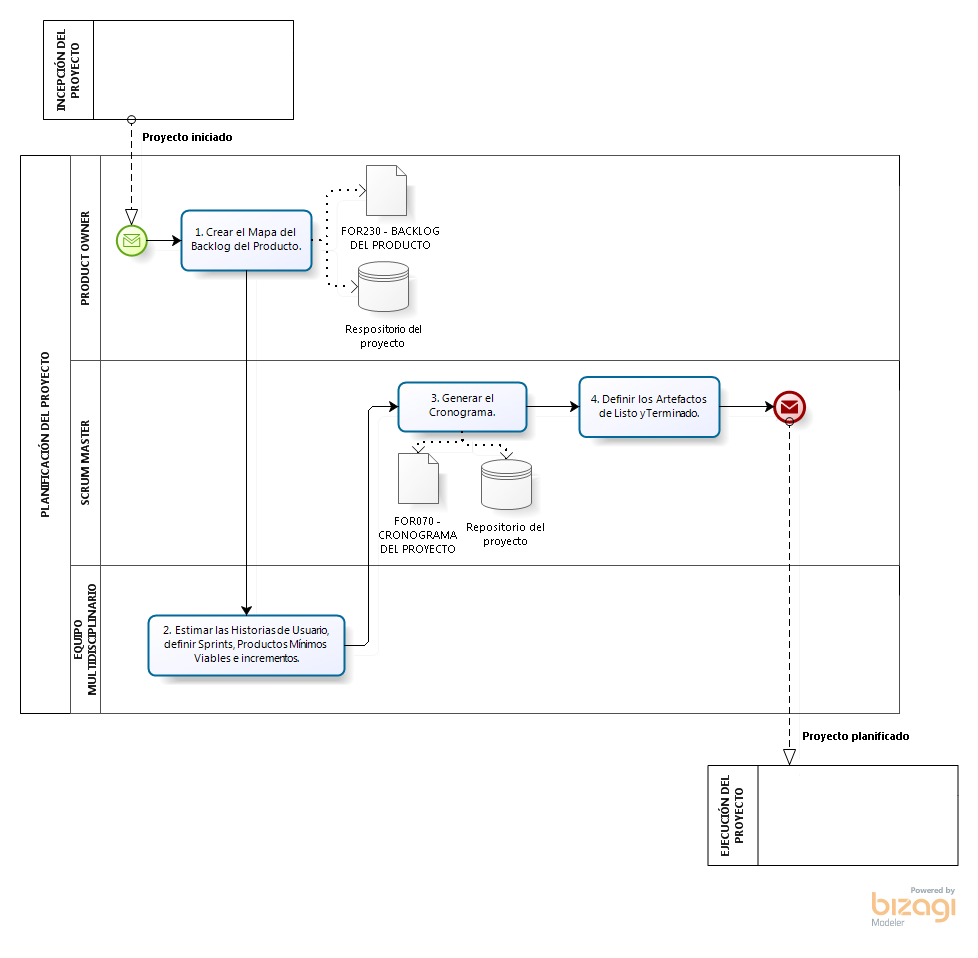 INCEPCIÓN DEL
PROYECTO
Proyecto iniciado
PLANIFICACIÓN DEL PROYECTO
PRODUCT OWNER
1. Crear el Mapa del
Backlog del Producto.
FOR230 - BACKLOG
DEL PRODUCTO
Respositorio del
proyecto
SCRUM MASTER
3. Generar el
Cronograma.
4. Definir los Artefactos
de Listo y Terminado.
FOR070 -
CRONOGRAMA
DEL PROYECTO
Repositorio del
proyecto
EQUIPO
MULTIDISCIPLINARIO
2. Estimar las Historias de Usuario,
definir Sprints, Productos Mínimos
Viables e incrementos.
Proyecto planificado
EJECUCIÓN DEL
PROYECTO
Powered by
bizagi
Modeler